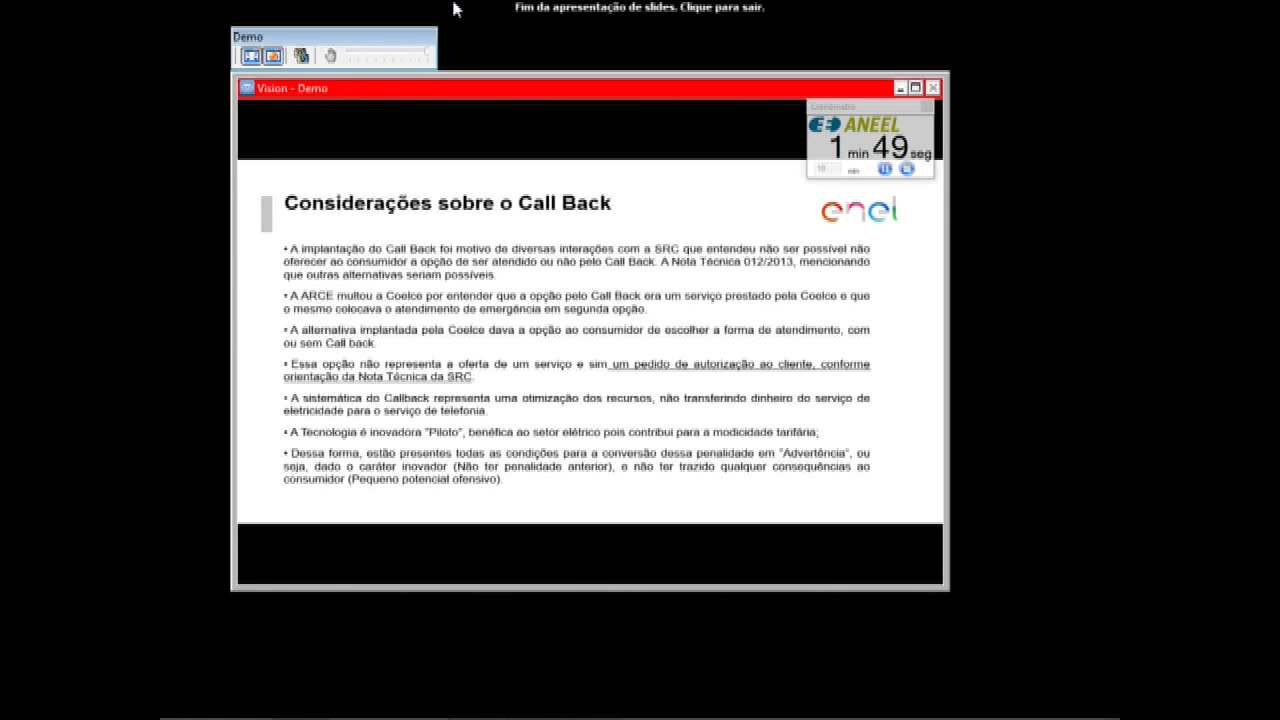 Fim da apresentação de slides. Clique para sair.
Demo
Vision - Demo
Cronômetro
ANEEL
1 min 49 seg
10 min
Considerações sobre o Call Back
enel
• A implantação do Call Back foi motivo de diversas interações com a SRC que entendeu não ser possível não
oferecer ao consumidor a opção de ser atendido ou não pelo Call Back. A Nota Técnica 012/2013, mencionando
que outras alternativas seriam possíveis.
• A ARCE multou a Coelce por entender que a opção pelo Call Back era um serviço prestado pela Coelce e que
o mesmo colocava o atendimento de emergência em segunda opção.
• A alternativa implantada pela Coelce dava a opção ao consumidor de escolher a forma de atendimento, com
ou sem Call back.
• Essa opção não representa a oferta de um serviço e sim um pedido de autorização ao cliente, conforme
orientação da Nota Técnica da SRC.
• A sistemática do Callback representa uma otimização dos recursos, não transferindo dinheiro do serviço de
eletricidade para o serviço de telefonia.
• A Tecnologia é inovadora "Piloto", benéfica ao setor elétrico pois contribui para a modicidade tarifária;
• Dessa forma, estão presentes todas as condições para a conversão dessa penalidade em "Advertência", ou
seja, dado o caráter inovador (Não ter penalidade anterior), e não ter trazido qualquer consequências ao
consumidor (Pequeno potencial ofensivo).